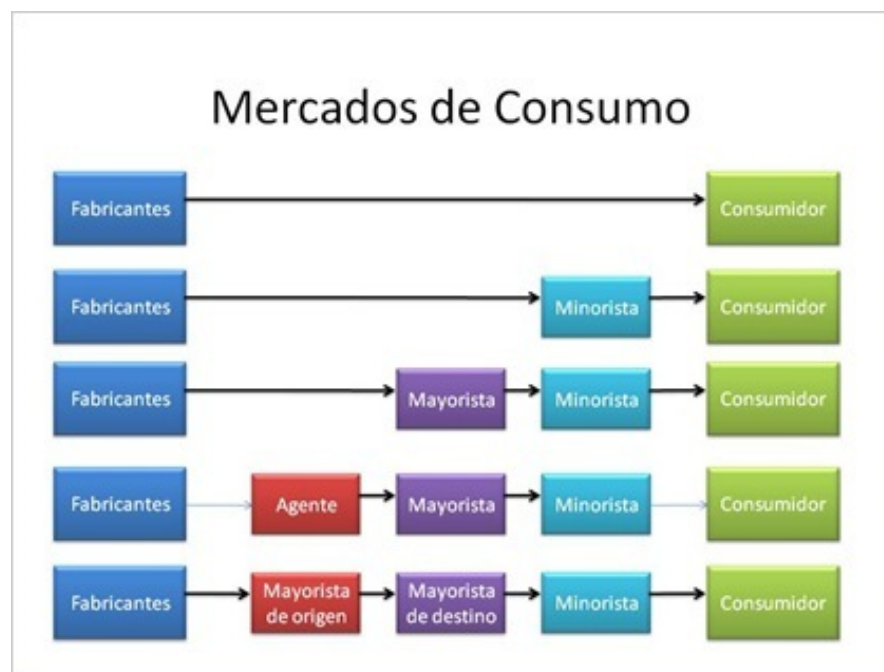 Mercados de Consumo
Fabricantes
Consumidor
Fabricantes
Minorista
Consumidor
Fabricantes
Mayorista
Minorista
Consumidor
Fabricantes
Agente
Mayorista
Minorista
Consumidor
Fabricantes
Mayorista
de origen
Mayorista
de destino
Minorista
Consumidor